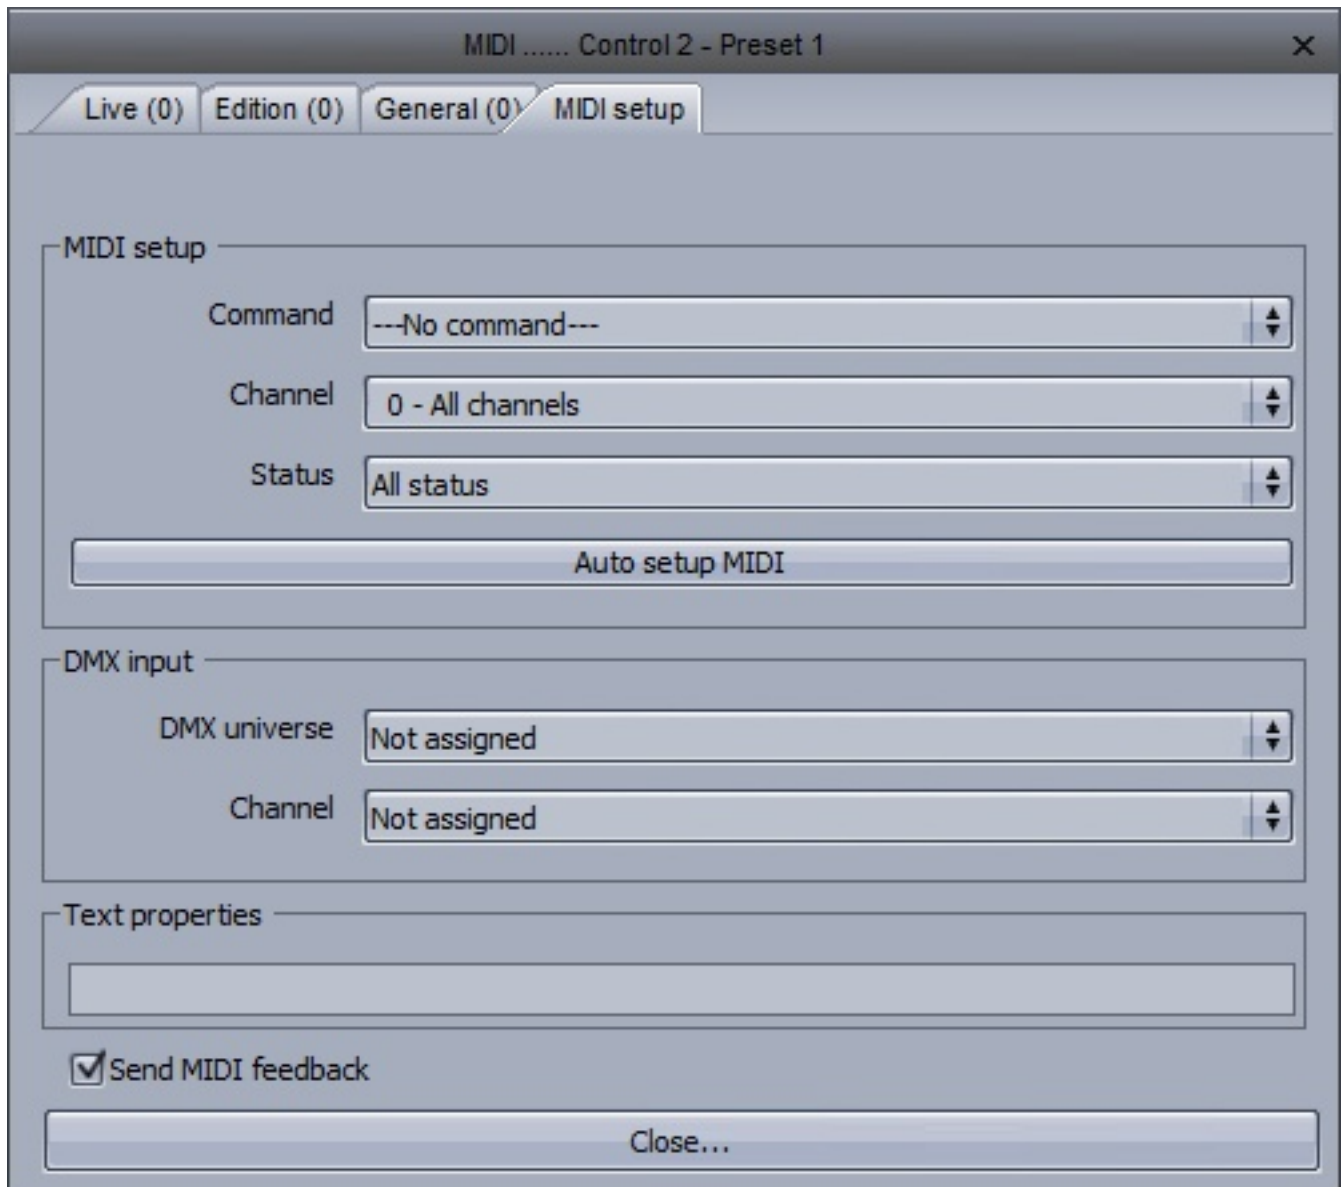 MIDI ...... Control 2 - Preset 1
Live (0) Edition (0) General (0) MIDI setup
MIDI setup
Command ---No command---
Channel 0 - All channels
Status All status
Auto setup MIDI
DMX input
DMX universe Not assigned
Channel Not assigned
Text properties
Send MIDI feedback
Close...